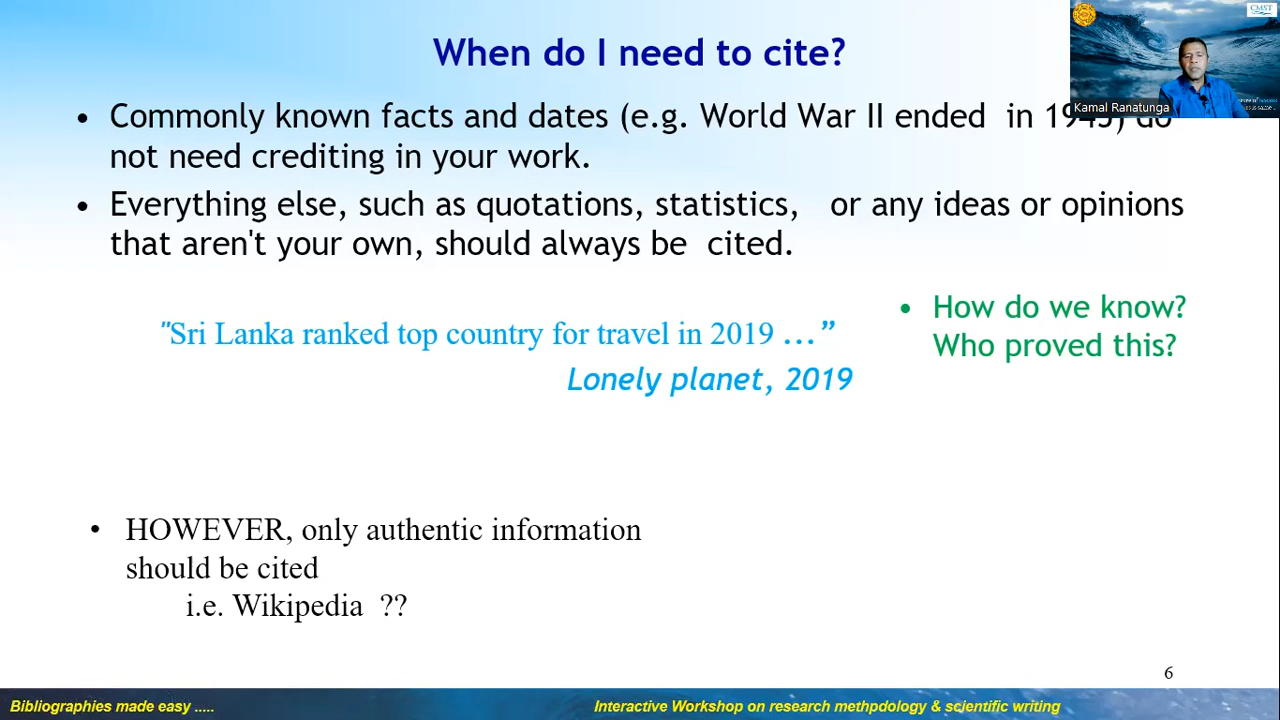 When do I need to cite?
• Commonly known facts and dates (e.g. World War II ended in 1945) do
not need crediting in your work.
• Everything else, such as quotations, statistics, or any ideas or opinions
that aren't your own, should always be cited.
"Sri Lanka ranked top country for travel in 2019 ...”
Lonely planet, 2019
• How do we know?
Who proved this?
• HOWEVER, only authentic information
should be cited
i.e. Wikipedia ??
6
Bibliographies made easy .....
Interactive Workshop on research methpdology & scientific writing
CMST
Kamal Ranatunga